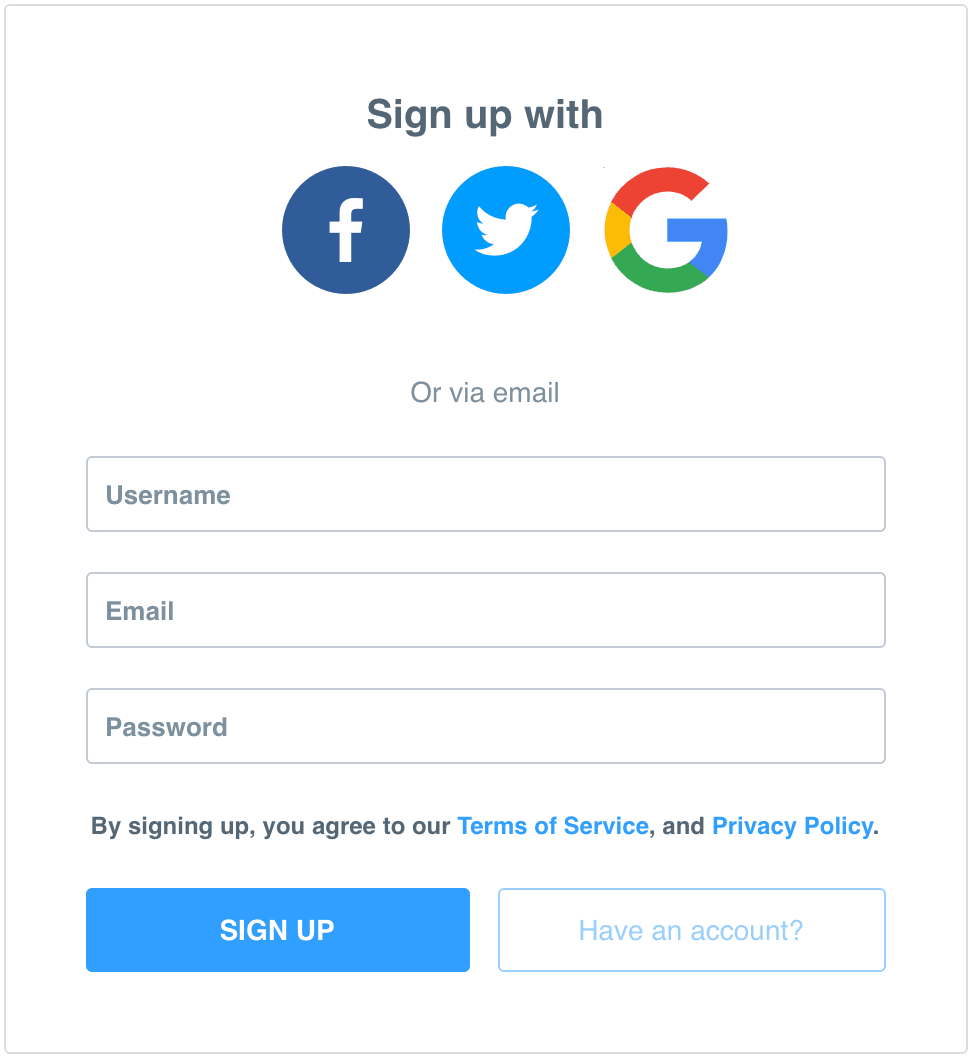 Sign up with
Or via email
Username
Email
Password
By signing up, you agree to our Terms of Service, and Privacy Policy.
SIGN UP
Have an account?